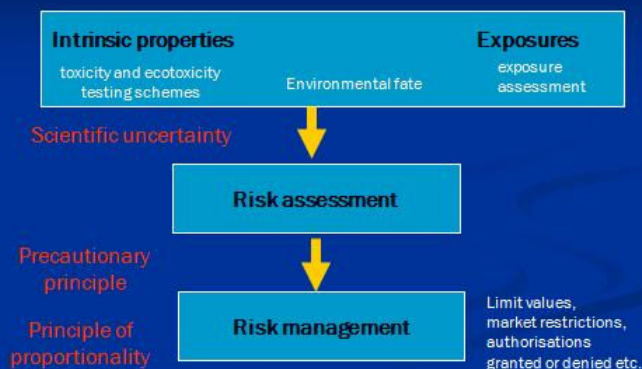 Intrinsic properties
Exposures
toxicity and ecotoxicity
testing schemes
Environmental fate
exposure
assessment
Scientific uncertainty
Risk assessment
Precautionary
principle
Principle of
proportionality
Risk management
Limit values,
market restrictions,
authorisations
granted or denied etc.